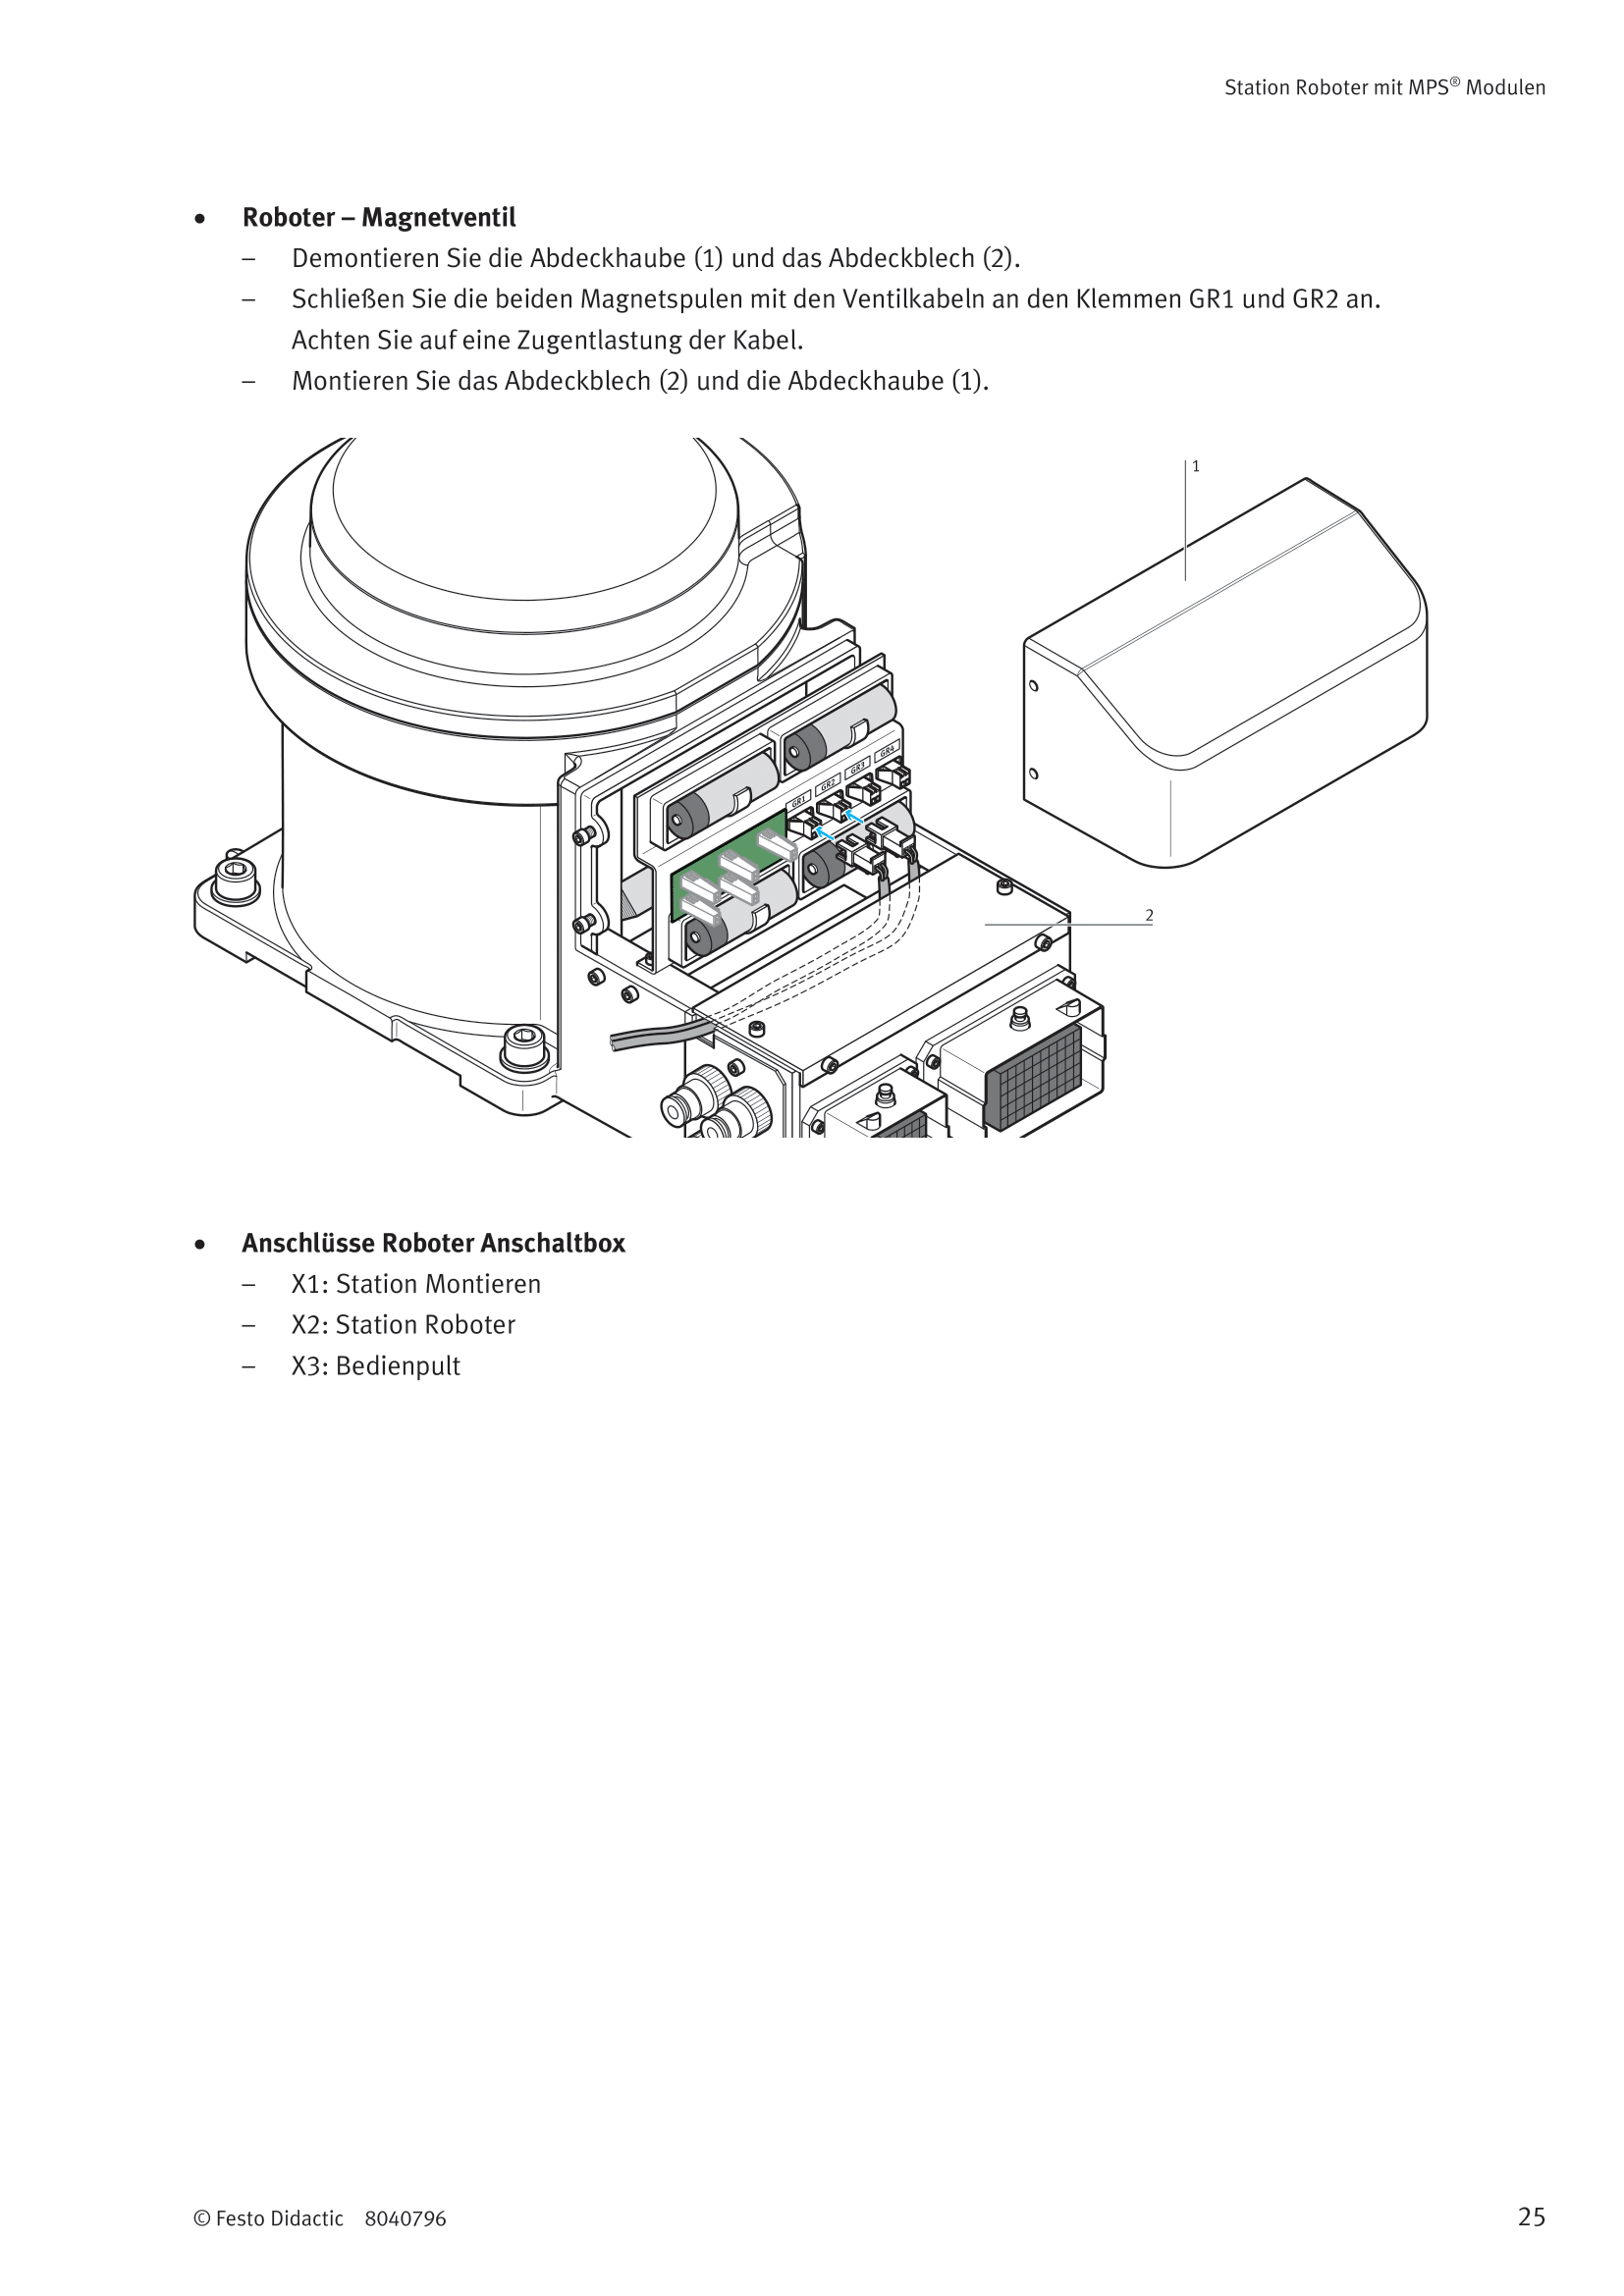 Station Roboter mit MPS® Modulen
• Roboter – Magnetventil
– Demontieren Sie die Abdeckhaube (1) und das Abdeckblech (2).
– Schließen Sie die beiden Magnetspulen mit den Ventilkabeln an den Klemmen GR1 und GR2 an.
Achten Sie auf eine Zugentlastung der Kabel.
– Montieren Sie das Abdeckblech (2) und die Abdeckhaube (1).
1
GR4
GR3
GR2
GR1
2
• Anschlüsse Roboter Anschaltbox
– X1: Station Montieren
– X2: Station Roboter
– X3: Bedienpult
© Festo Didactic 8040796
25